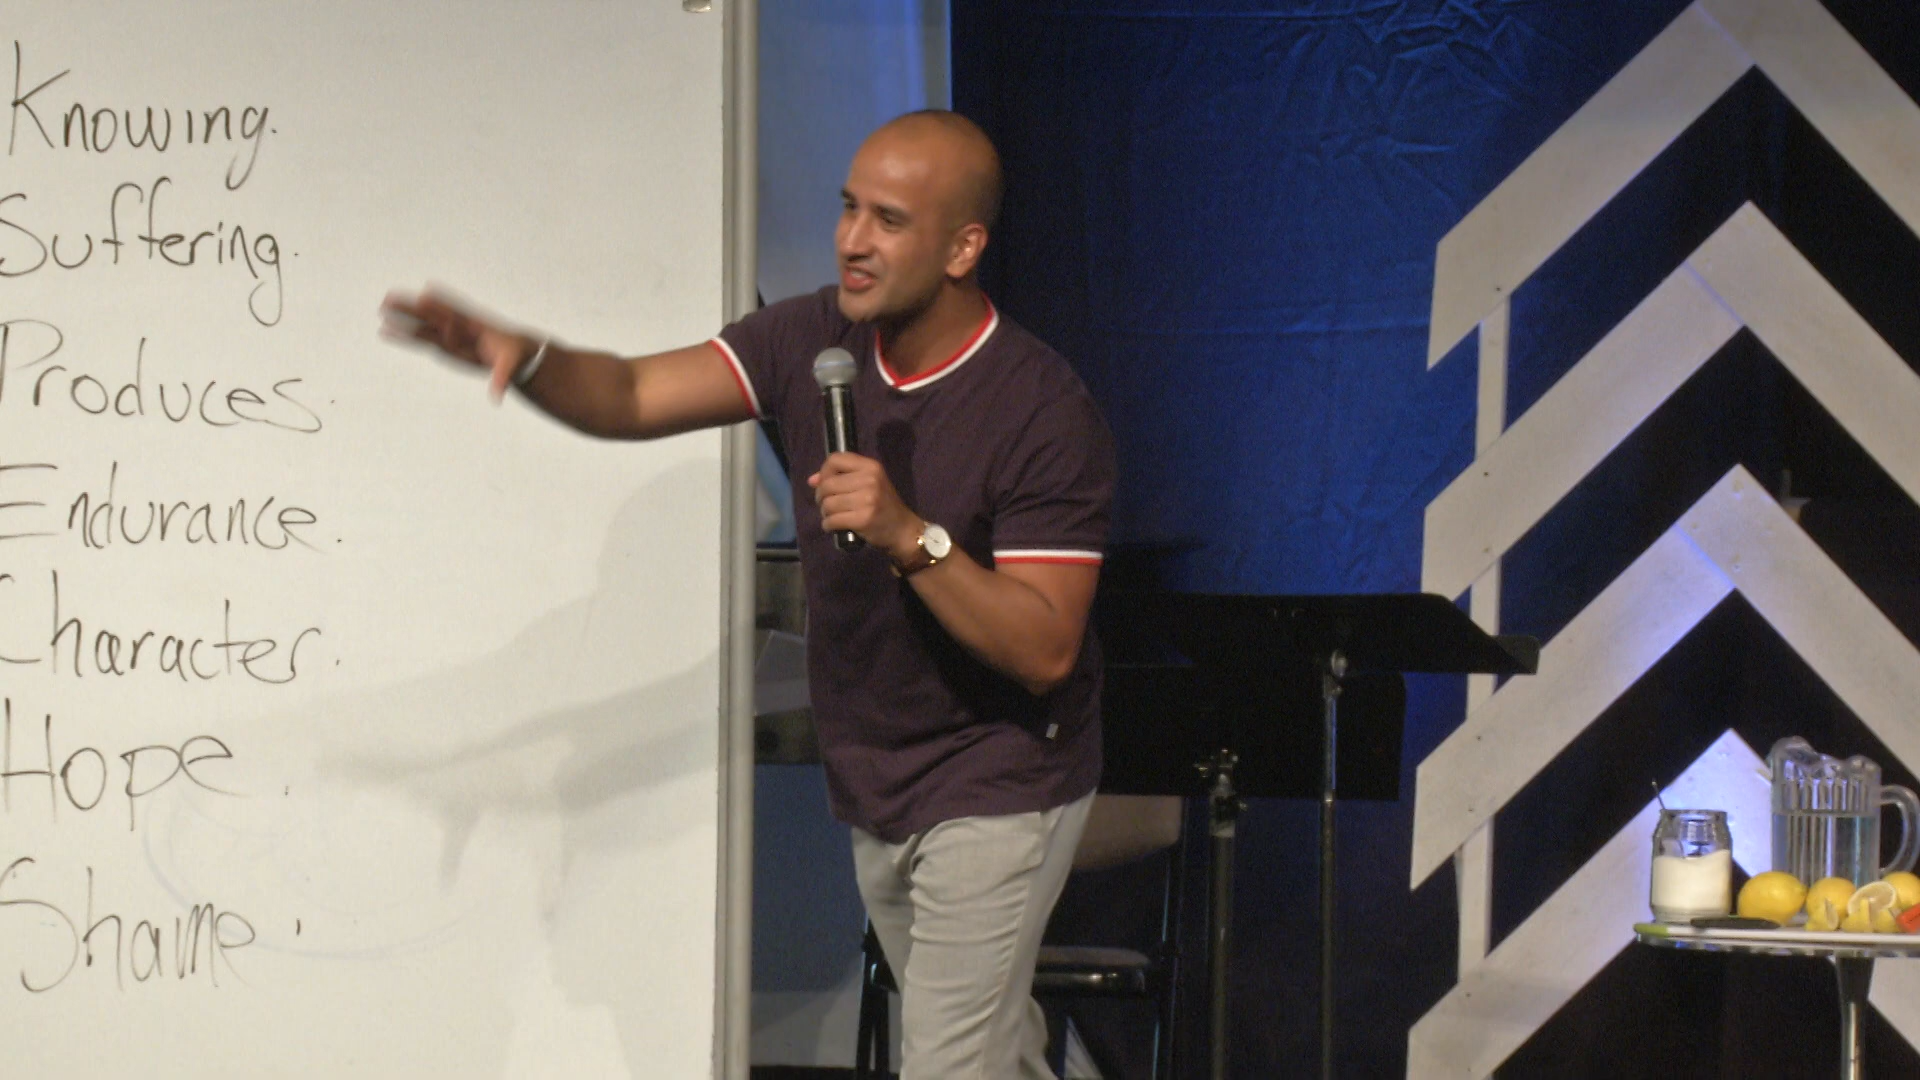 Knowing.
Suffering.
Produces.
Endurance.
Character.
Hope.
Shame.